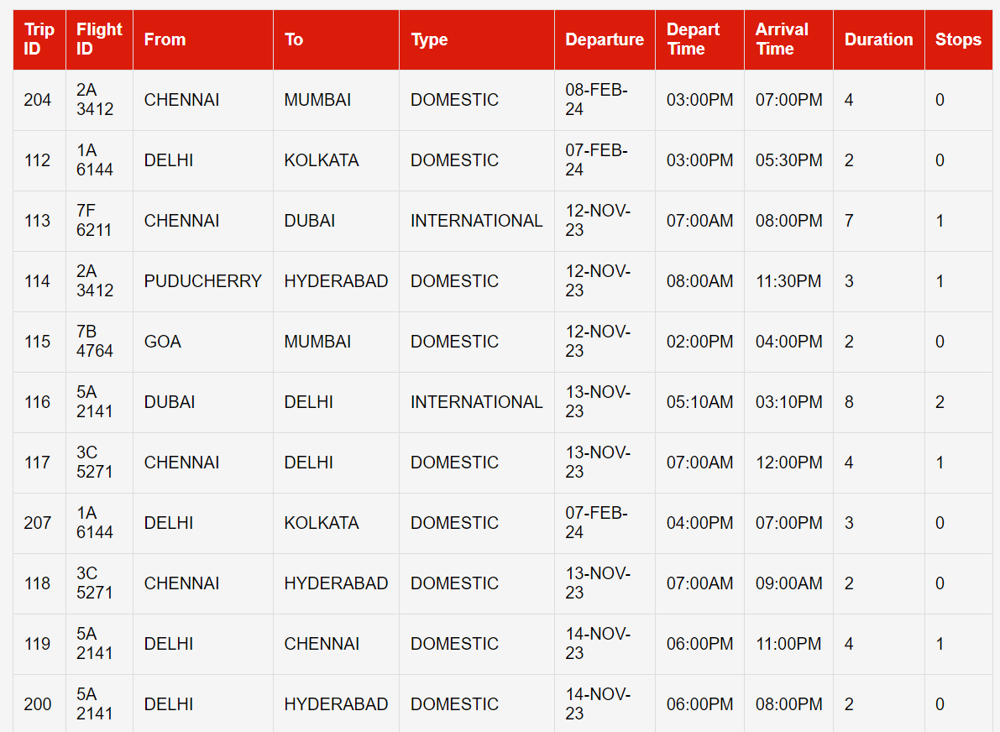 Trip ID Flight ID From To Type Departure Depart Time Arrival Time Duration Stops
204 2A 3412 CHENNAI MUMBAI DOMESTIC 08-FEB-24 03:00PM 07:00PM 4 0
112 1A 6144 DELHI KOLKATA DOMESTIC 07-FEB-24 03:00PM 05:30PM 2 0
113 7F 6211 CHENNAI DUBAI INTERNATIONAL 12-NOV-23 07:00AM 08:00PM 7 1
114 2A 3412 PUDUCHERRY HYDERABAD DOMESTIC 12-NOV-23 08:00AM 11:30PM 3 1
115 7B 4764 GOA MUMBAI DOMESTIC 12-NOV-23 02:00PM 04:00PM 2 0
116 5A 2141 DUBAI DELHI INTERNATIONAL 13-NOV-23 05:10AM 03:10PM 8 2
117 3C 5271 CHENNAI DELHI DOMESTIC 13-NOV-23 07:00AM 12:00PM 4 1
207 1A 6144 DELHI KOLKATA DOMESTIC 07-FEB-24 04:00PM 07:00PM 3 0
118 3C 5271 CHENNAI HYDERABAD DOMESTIC 13-NOV-23 07:00AM 09:00AM 2 0
119 5A 2141 DELHI CHENNAI DOMESTIC 14-NOV-23 06:00PM 11:00PM 4 1
200 5A 2141 DELHI HYDERABAD DOMESTIC 14-NOV-23 06:00PM 08:00PM 2 0